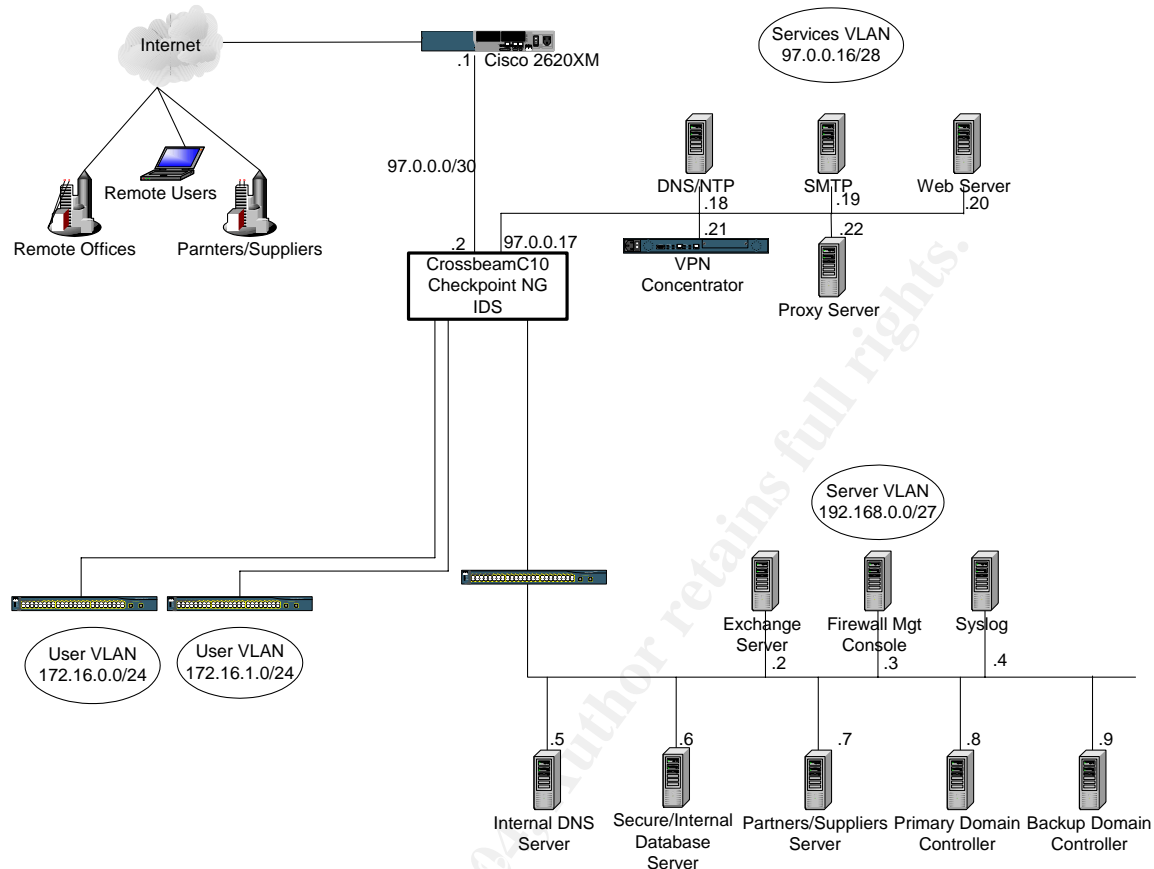 Internet
.1
Cisco 2620XM
Services VLAN
97.0.0.16/28
97.0.0.0/30
Remote Users
Remote Offices
Parnters/Suppliers
DNS/NTP
SMTP
Web Server
.18
.19
.20
.21
.22
VPN
Concentrator
Proxy Server
.2
97.0.0.17
CrossbeamC10
Checkpoint NG
IDS
User VLAN
172.16.0.0/24
User VLAN
172.16.1.0/24
Server VLAN
192.168.0.0/27
Exchange
Server
Firewall Mgt
Console
Syslog
.2
.3
.4
.5
.6
.7
.8
.9
Internal DNS
Server
Secure/Internal
Database
Server
Partners/Suppliers
Server
Primary Domain
Controller
Backup Domain
Controller
04, Author retains full rights.